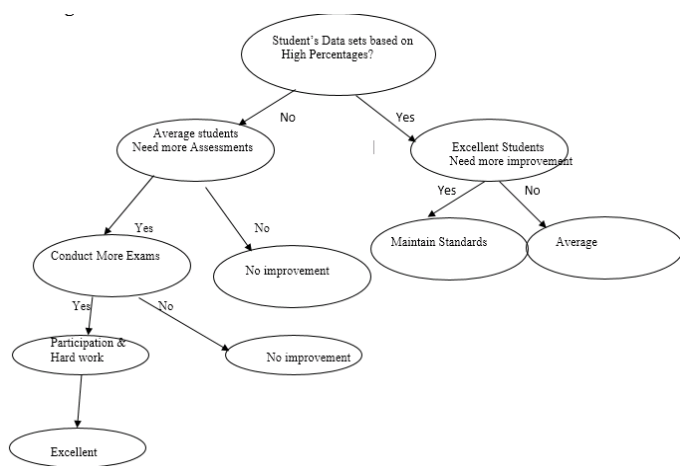 Student's Data sets based on
High Percentages?
No
Yes
Average students
Need more Assessments
Excellent Students
Need more improvement
Yes
No
Yes
No
Maintain Standards
Average
Conduct More Exams
No improvement
Yes
No
Participation &
Hard work
No improvement
Excellent